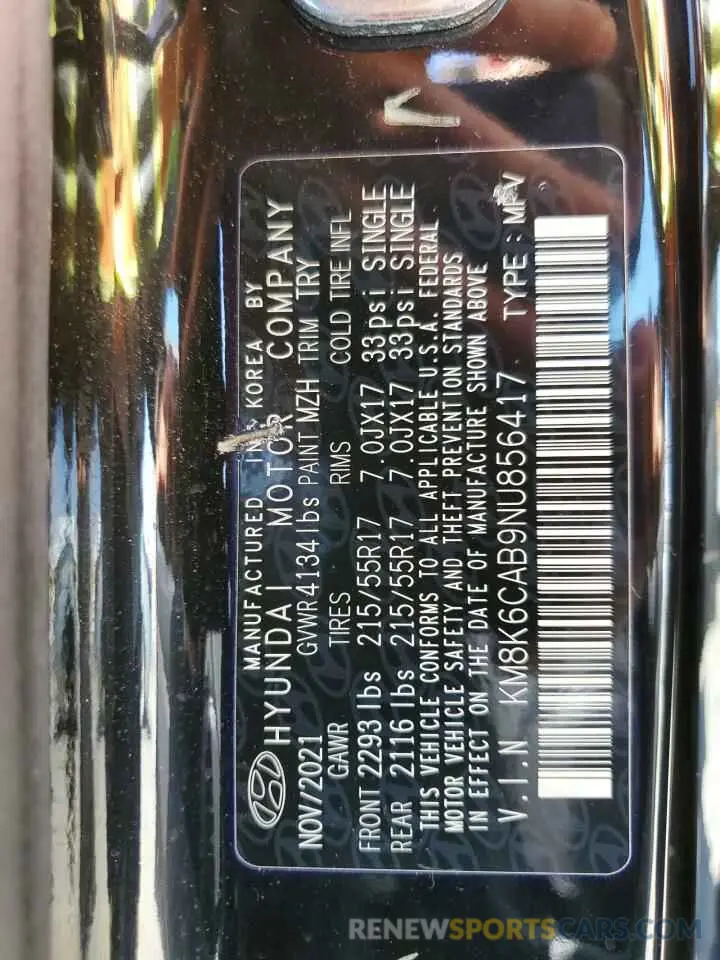 MANUFACTURED IN KOREA BY
HYUNDAI MOTOR COMPANY
NOV/2021 GVWR 4134 lbs PAINT MZH TRIM TRY
GAWR TIRES RIMS COLD TIRE INFL
FRONT 2293 lbs 215/55R17 7.0JX17 33psi SINGLE
REAR 2116 lbs 215/55R17 7.0JX17 33psi SINGLE
THIS VEHICLE CONFORMS TO ALL APPLICABLE U.S.A. FEDERAL
MOTOR VEHICLE SAFETY AND THEFT PREVENTION STANDARDS
IN EFFECT ON THE DATE OF MANUFACTURE SHOWN ABOVE
V.I.N KM8K6CAB9NU856417 TYPE : MPV
RENEWSPORTSCARS.COM